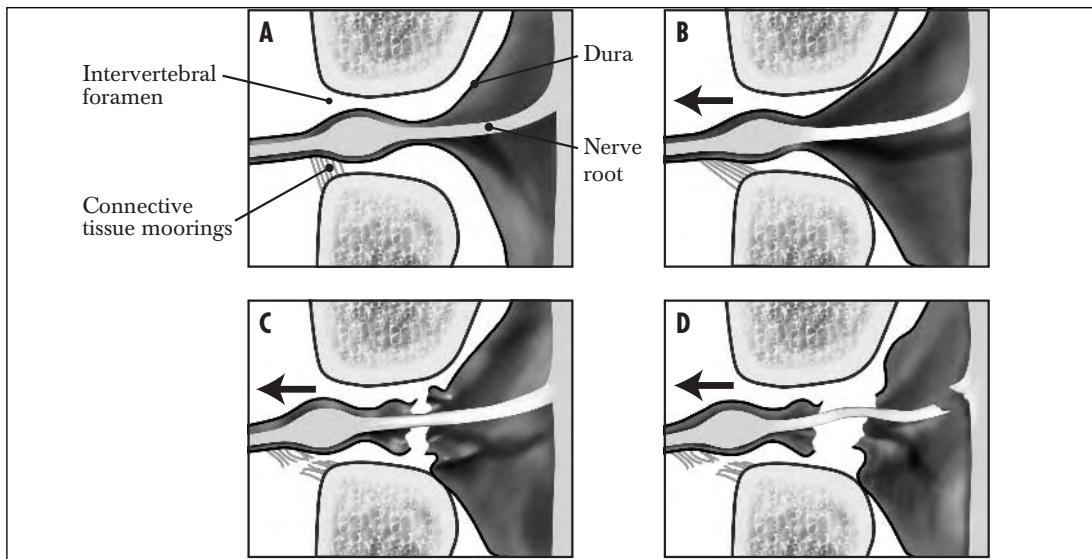 A
Intervertebral
foramen
Dura
Nerve
root
Connective
tissue moorings
B
C
D